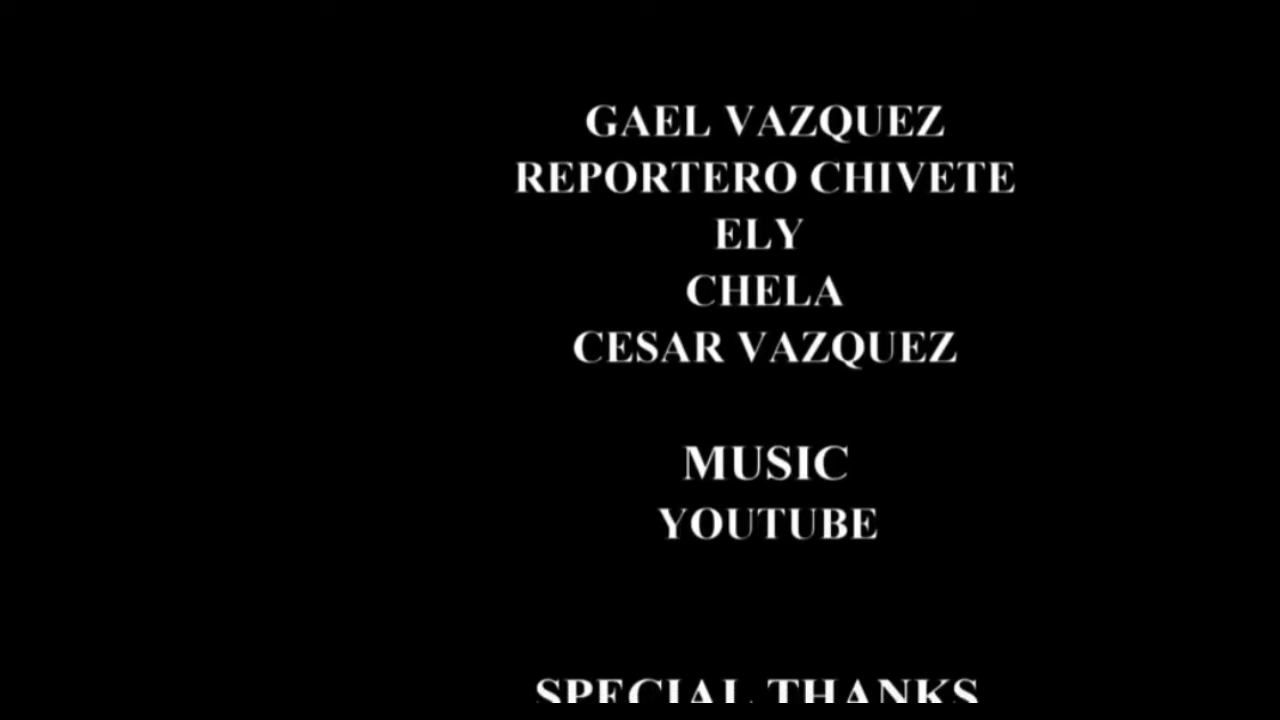 GAEL VAZQUEZ
REPORTERO CHIVETE
ELY
CHELA
CESAR VAZQUEZ
MUSIC
YOUTUBE
SPECIAL THANKS